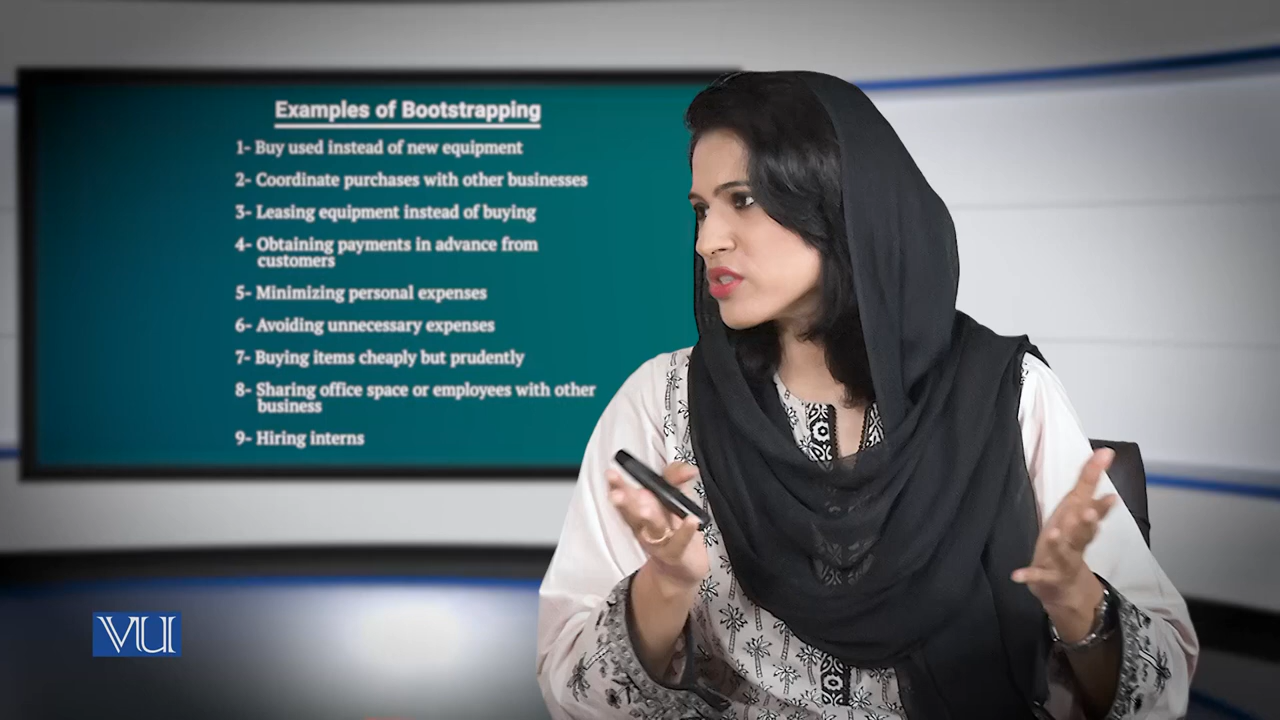 Examples of Bootstrapping
1- Buy used instead of new equipment
2- Coordinate purchases with other businesses
3- Leasing equipment instead of buying
4- Obtaining payments in advance from
customers
5- Minimizing personal expenses
6- Avoiding unnecessary expenses
7- Buying items cheaply but prudently
8- Sharing office space or employees with other
business
9- Hiring interns
VU